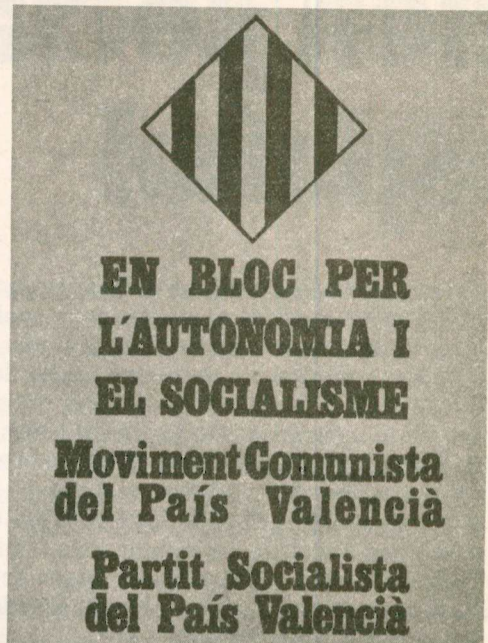 EN BLOC PER
L'AUTONOMIA I
EL SOCIALISME
Moviment Comunista
del País Valencià
Partit Socialista
del País Valencià